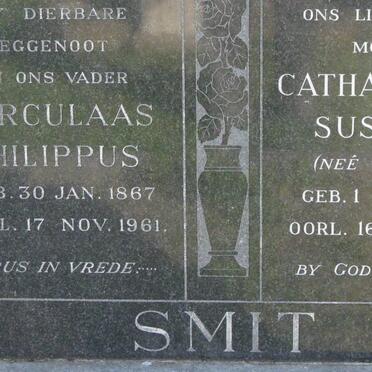 DIERBARE
EGGENOOT
ONS VADER
RCULAAS
HILIPPUS
30 JAN. 1867
17 NOV. 1961.
US IN VREDE.....
ONS LI
MO
CATHA
SUS
(NEÊ
GEB. 1
OORL. 16
BY GOD
SMIT